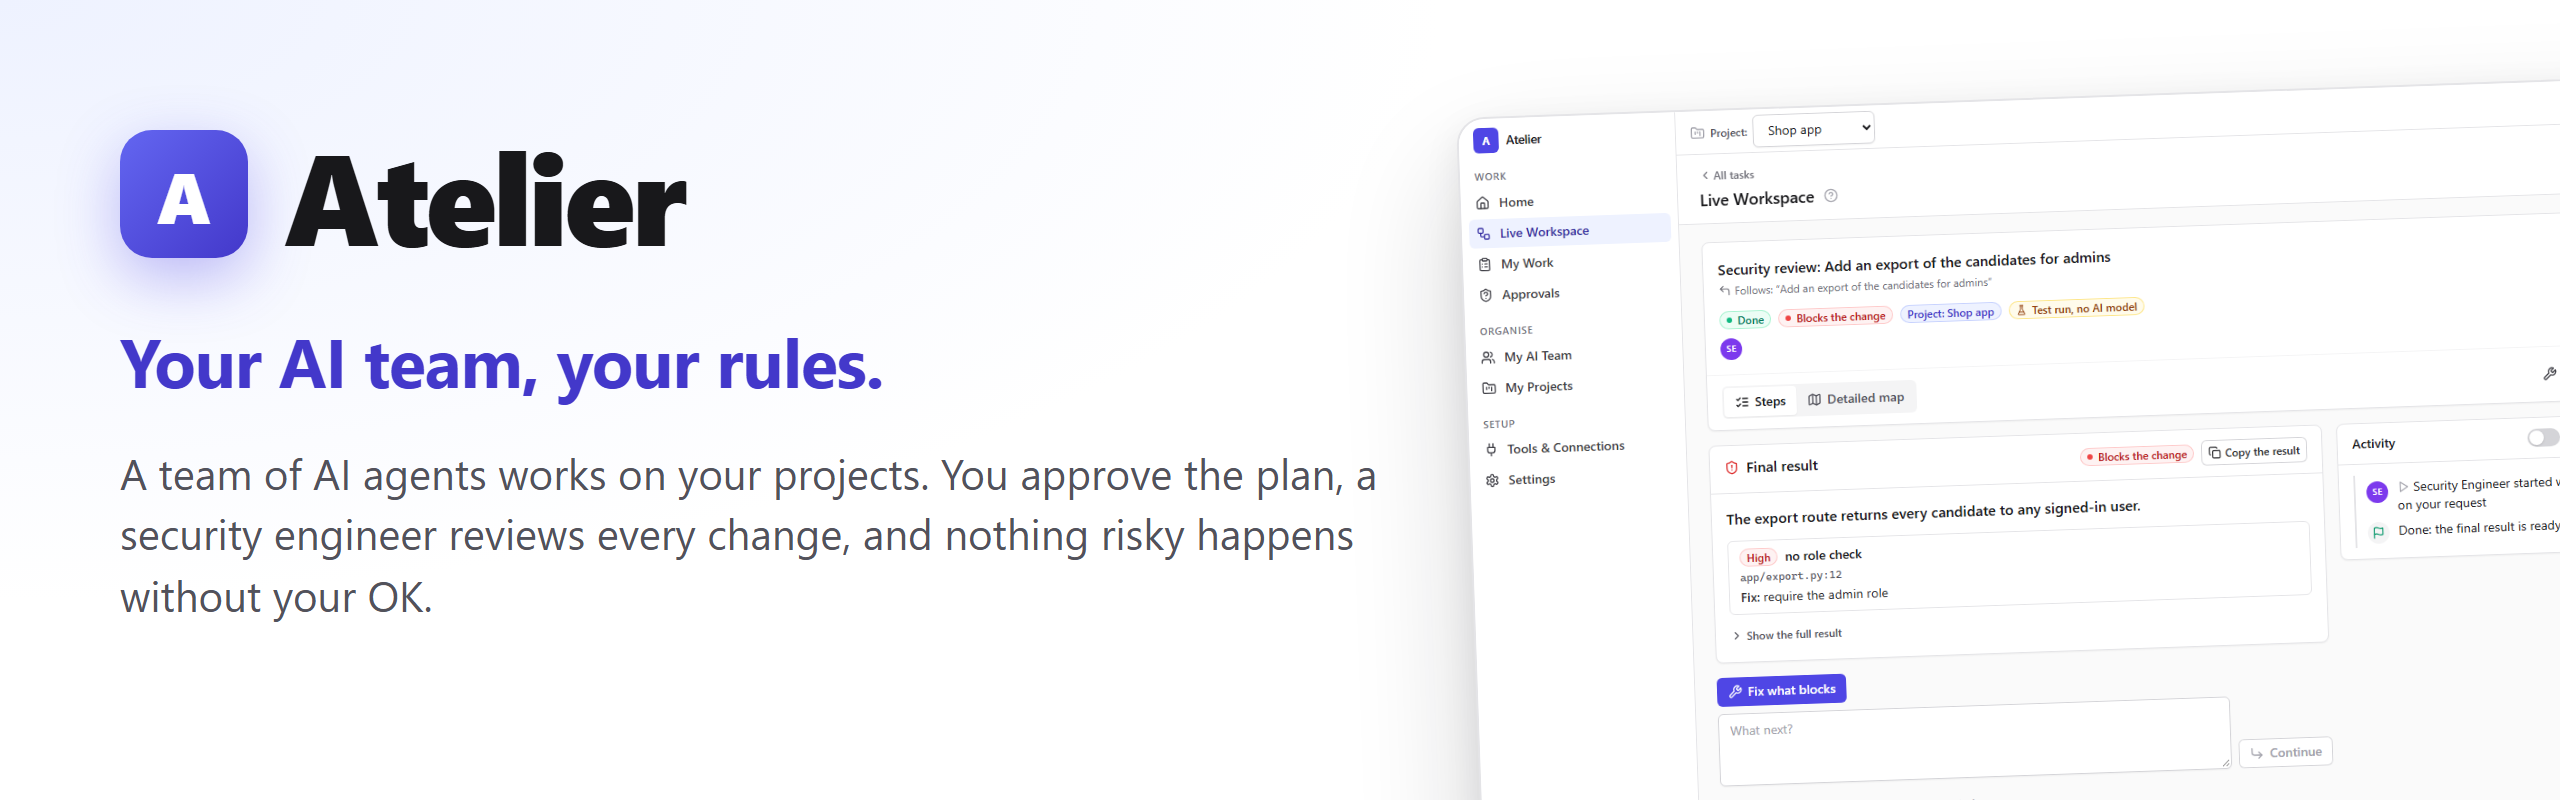 A
Atelier
Your AI team, your rules.
A team of AI agents works on your projects. You approve the plan, a
security engineer reviews every change, and nothing risky happens
without your OK.
A Atelier
WORK
Home
Live Workspace
My Work
Approvals
ORGANISE
My AI Team
My Projects
SETUP
Tools & Connections
Settings
Project: Shop app
All tasks
Live Workspace ?
Security review: Add an export of the candidates for admins
Follows: "Add an export of the candidates for admins"
Done Blocks the change Project: Shop app Test run, no AI model
SE
Steps Detailed map
Final result Blocks the change Copy the result
The export route returns every candidate to any signed-in user.
High no role check
app/export.py:12
Fix: require the admin role
Show the full result
Fix what blocks
What next?
Continue
Activity
SE Security Engineer started
on your request
Done: the final result is ready